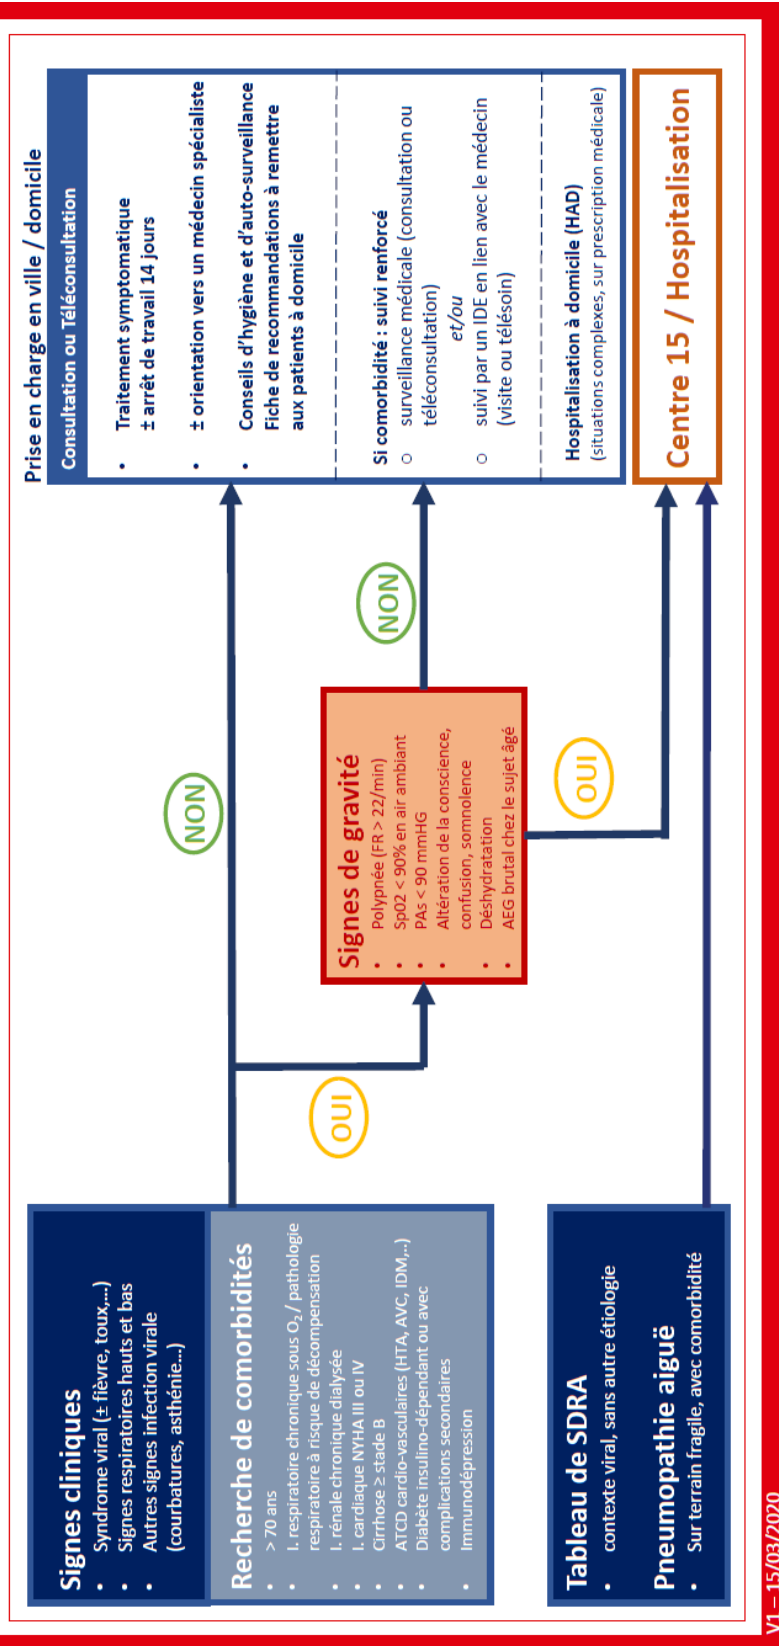 Signes cliniques
• Syndrome viral (± fièvre, toux,...)
• Signes respiratoires hauts et bas
• Autres signes infection virale
(courbatures, asthénie...)
Recherche de comorbidités
• > 70 ans
• I. respiratoire chronique sous O₂ / pathologie
respiratoire à risque de décompensation
• I. rénale chronique dialysée
• I. cardiaque NYHA III ou IV
• Cirrhose ≥ stade B
• ATCD cardio-vasculaires (HTA, AVC, IDM,..)
• Diabète insulino-dépendant ou avec
complications secondaires
• Immunodépression
Tableau de SDRA
• contexte viral, sans autre étiologie
Pneumopathie aiguë
• Sur terrain fragile, avec comorbidité
OUI
NON
Signes de gravité
• Polypnée (FR > 22/min)
• Sp02 < 90% en air ambiant
• PAs < 90 mmHG
• Altération de la conscience,
confusion, somnolence
• Déshydratation
• AEG brutal chez le sujet âgé
NON
OUI
Prise en charge en ville / domicile
Consultation ou Téléconsultation
• Traitement symptomatique
± arrêt de travail 14 jours
• ± orientation vers un médecin spécialiste
• Conseils d’hygiène et d’auto-surveillance
Fiche de recommandations à remettre
aux patients à domicile
Si comorbidité : suivi renforcé
○ surveillance médicale (consultation ou
téléconsultation)
et/ou
○ suivi par un IDE en lien avec le médecin
(visite ou télésoin)
Hospitalisation à domicile (HAD)
(situations complexes, sur prescription médicale)
Centre 15 / Hospitalisation
V1 – 15/03/2020